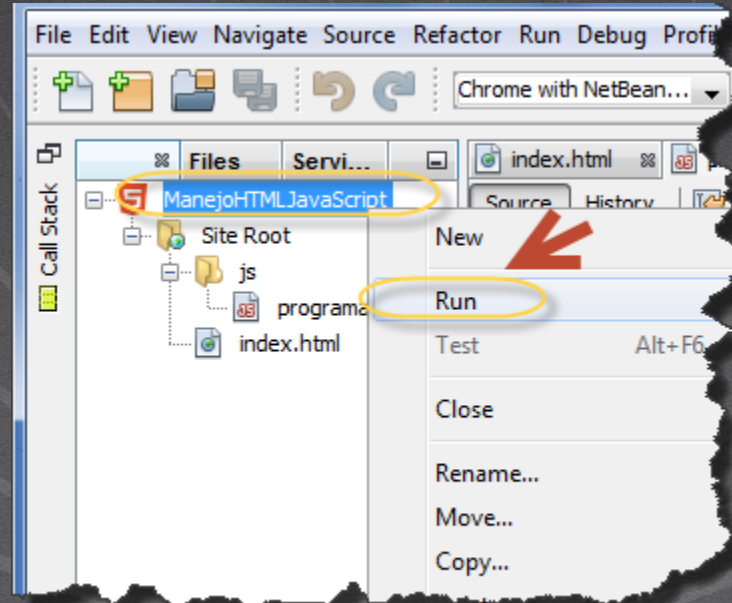 File Edit View Navigate Source Refactor Run Debug
Chrome with NetBean...
Files Servi... index.html
Call Stack
ManejoHTMLJavaScript
Source History
Site Root
js
programa
index.html
New
Run
Test Alt+F6
Close
Rename...
Move...
Copy...